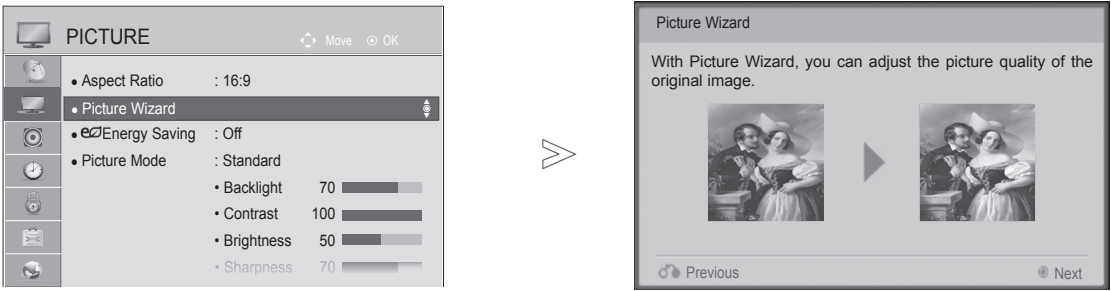 PICTURE
Move ⊙ OK
• Aspect Ratio : 16:9
• Picture Wizard
• Energy Saving : Off
• Picture Mode : Standard
• Backlight 70
• Contrast 100
• Brightness 50
• Sharpness 70
Picture Wizard
With Picture Wizard, you can adjust the picture quality of the
original image.
Previous
Next